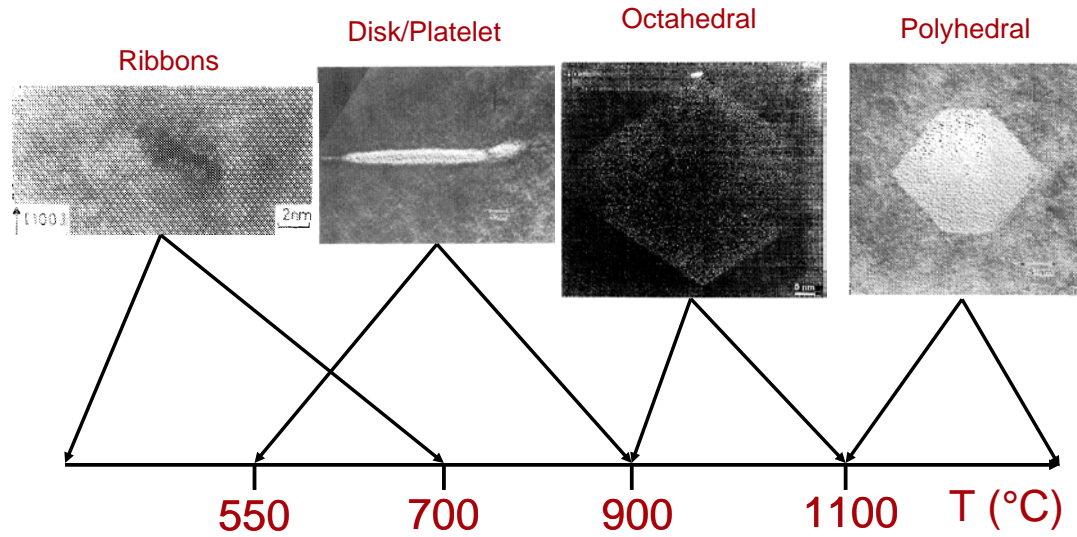 Ribbons
Disk/Platelet
Octahedral
Polyhedral
[100]
2nm
5 nm
550
700
900
1100
T (°C)